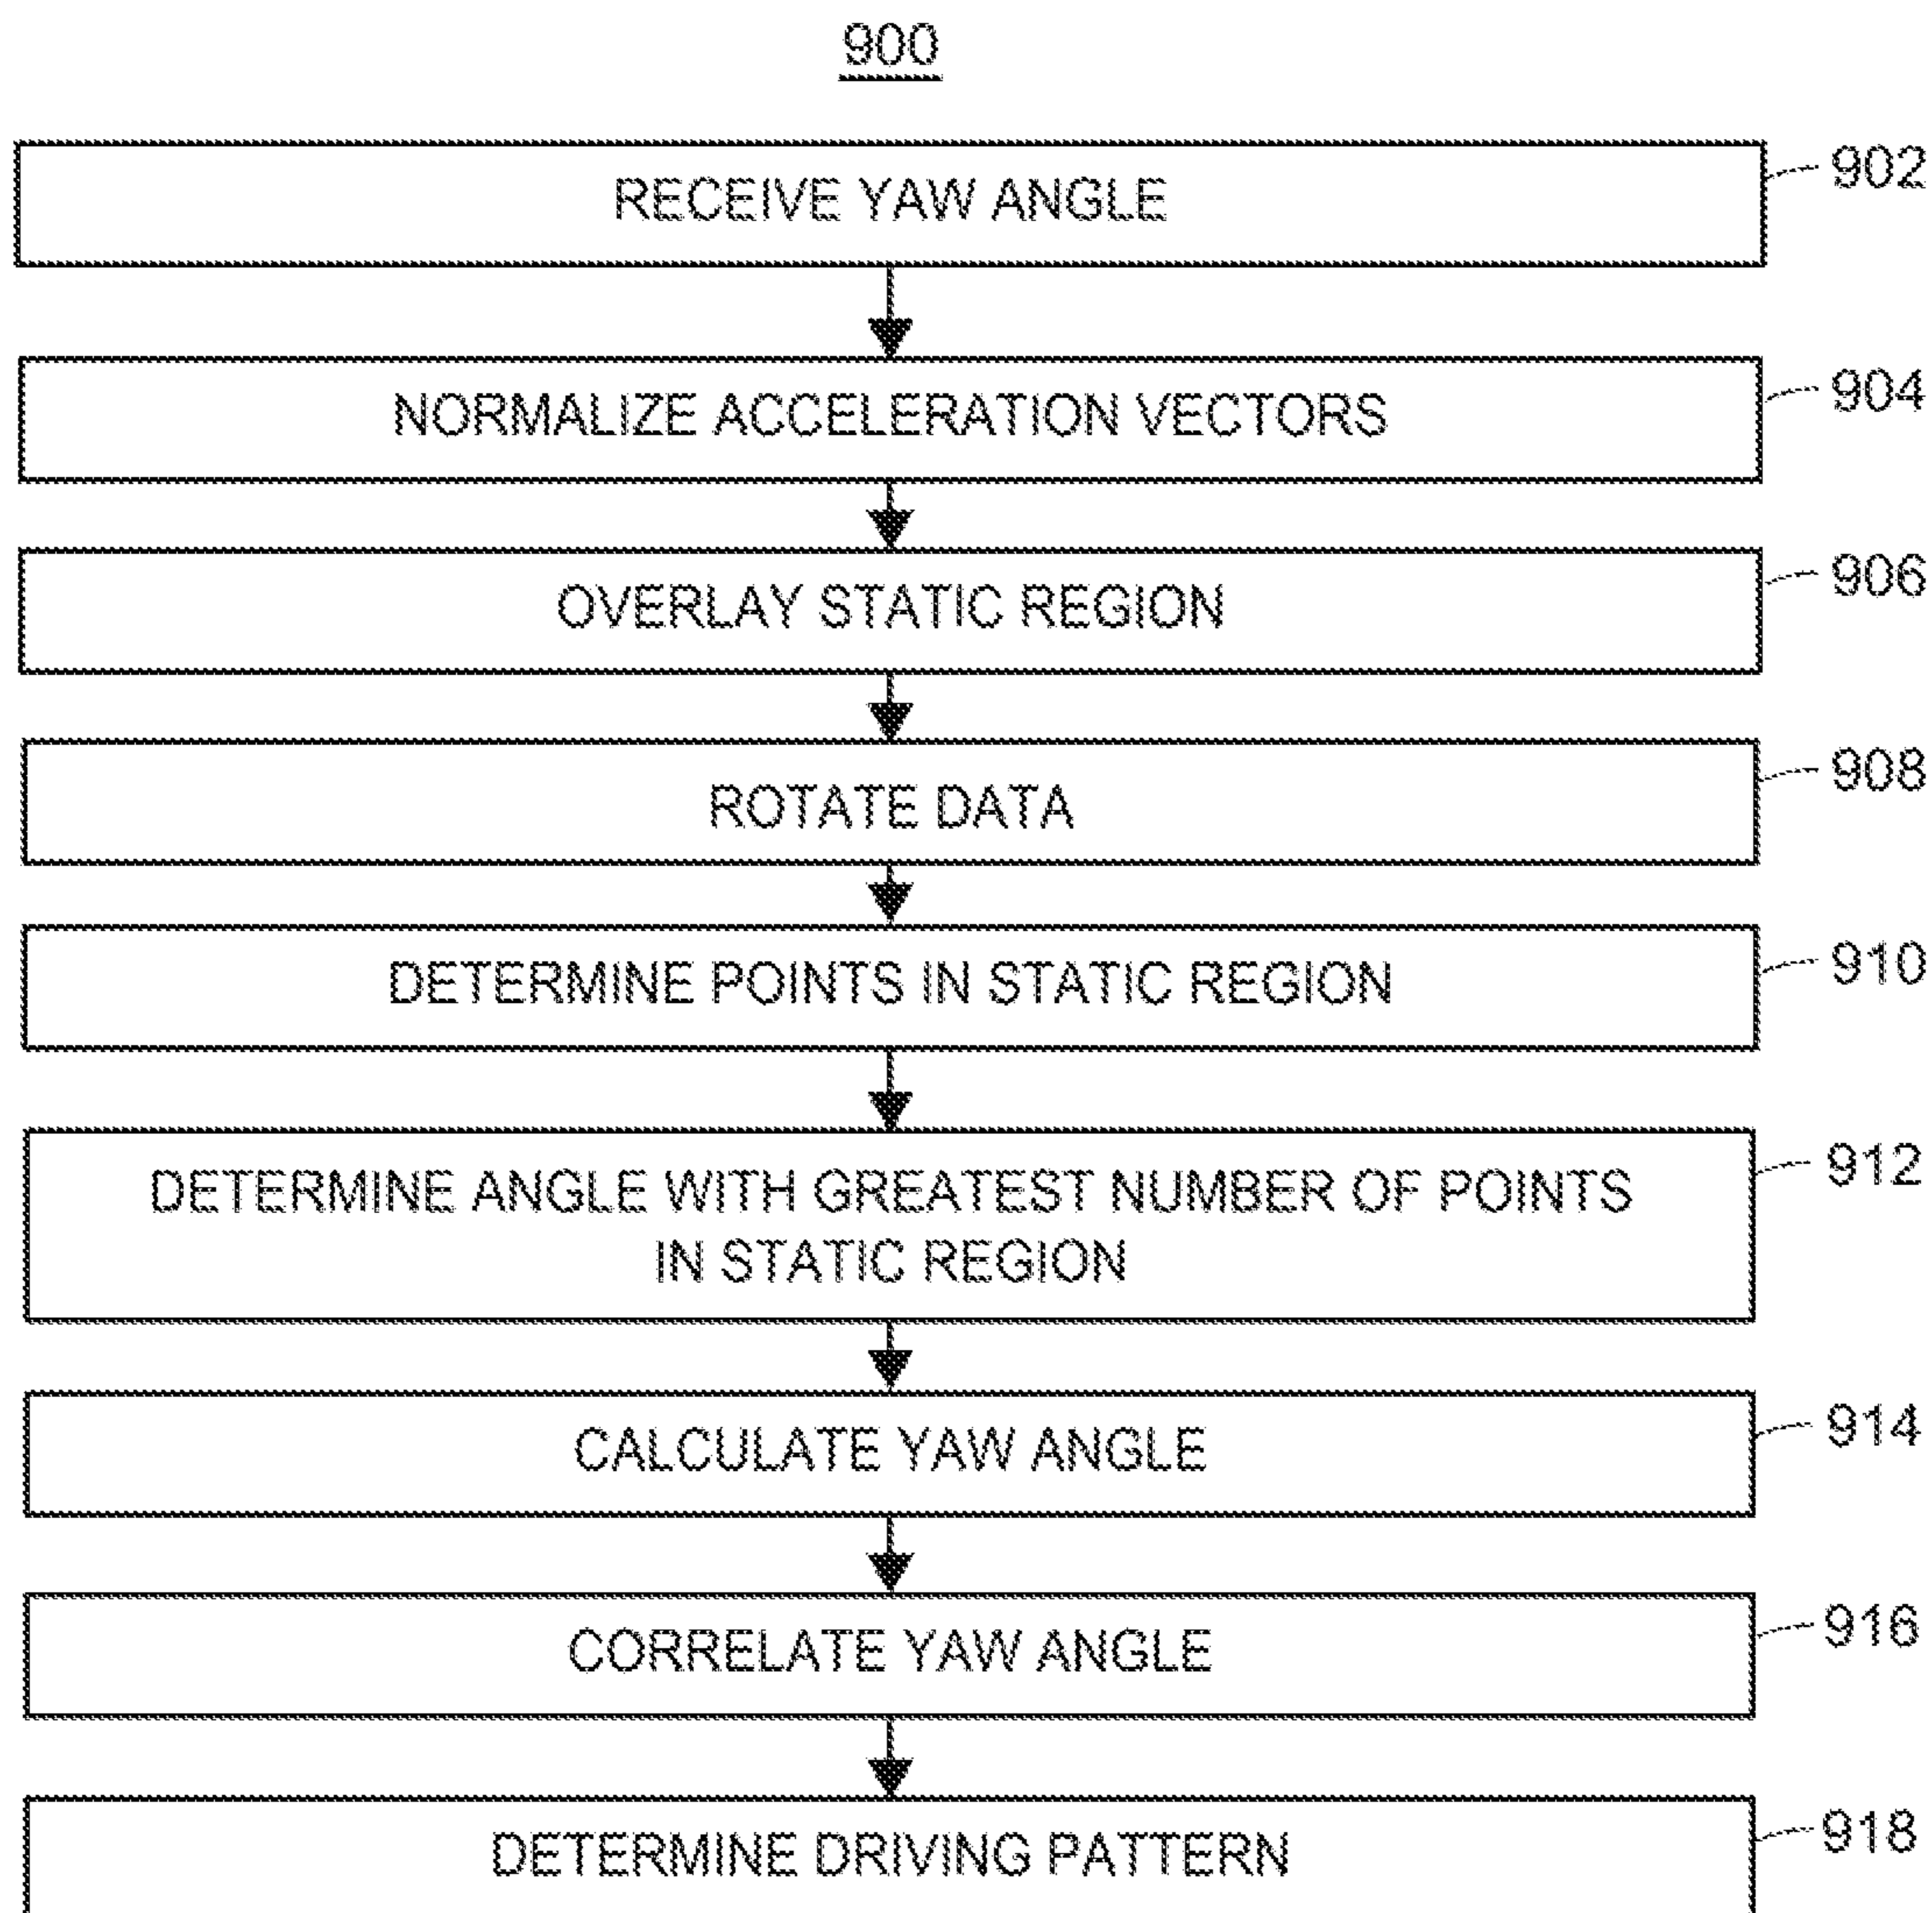 900
RECEIVE YAW ANGLE
902
NORMALIZE ACCELERATION VECTORS
904
OVERLAY STATIC REGION
906
ROTATE DATA
908
DETERMINE POINTS IN STATIC REGION
910
DETERMINE ANGLE WITH GREATEST NUMBER OF POINTS
IN STATIC REGION
912
CALCULATE YAW ANGLE
914
CORRELATE YAW ANGLE
916
DETERMINE DRIVING PATTERN
918